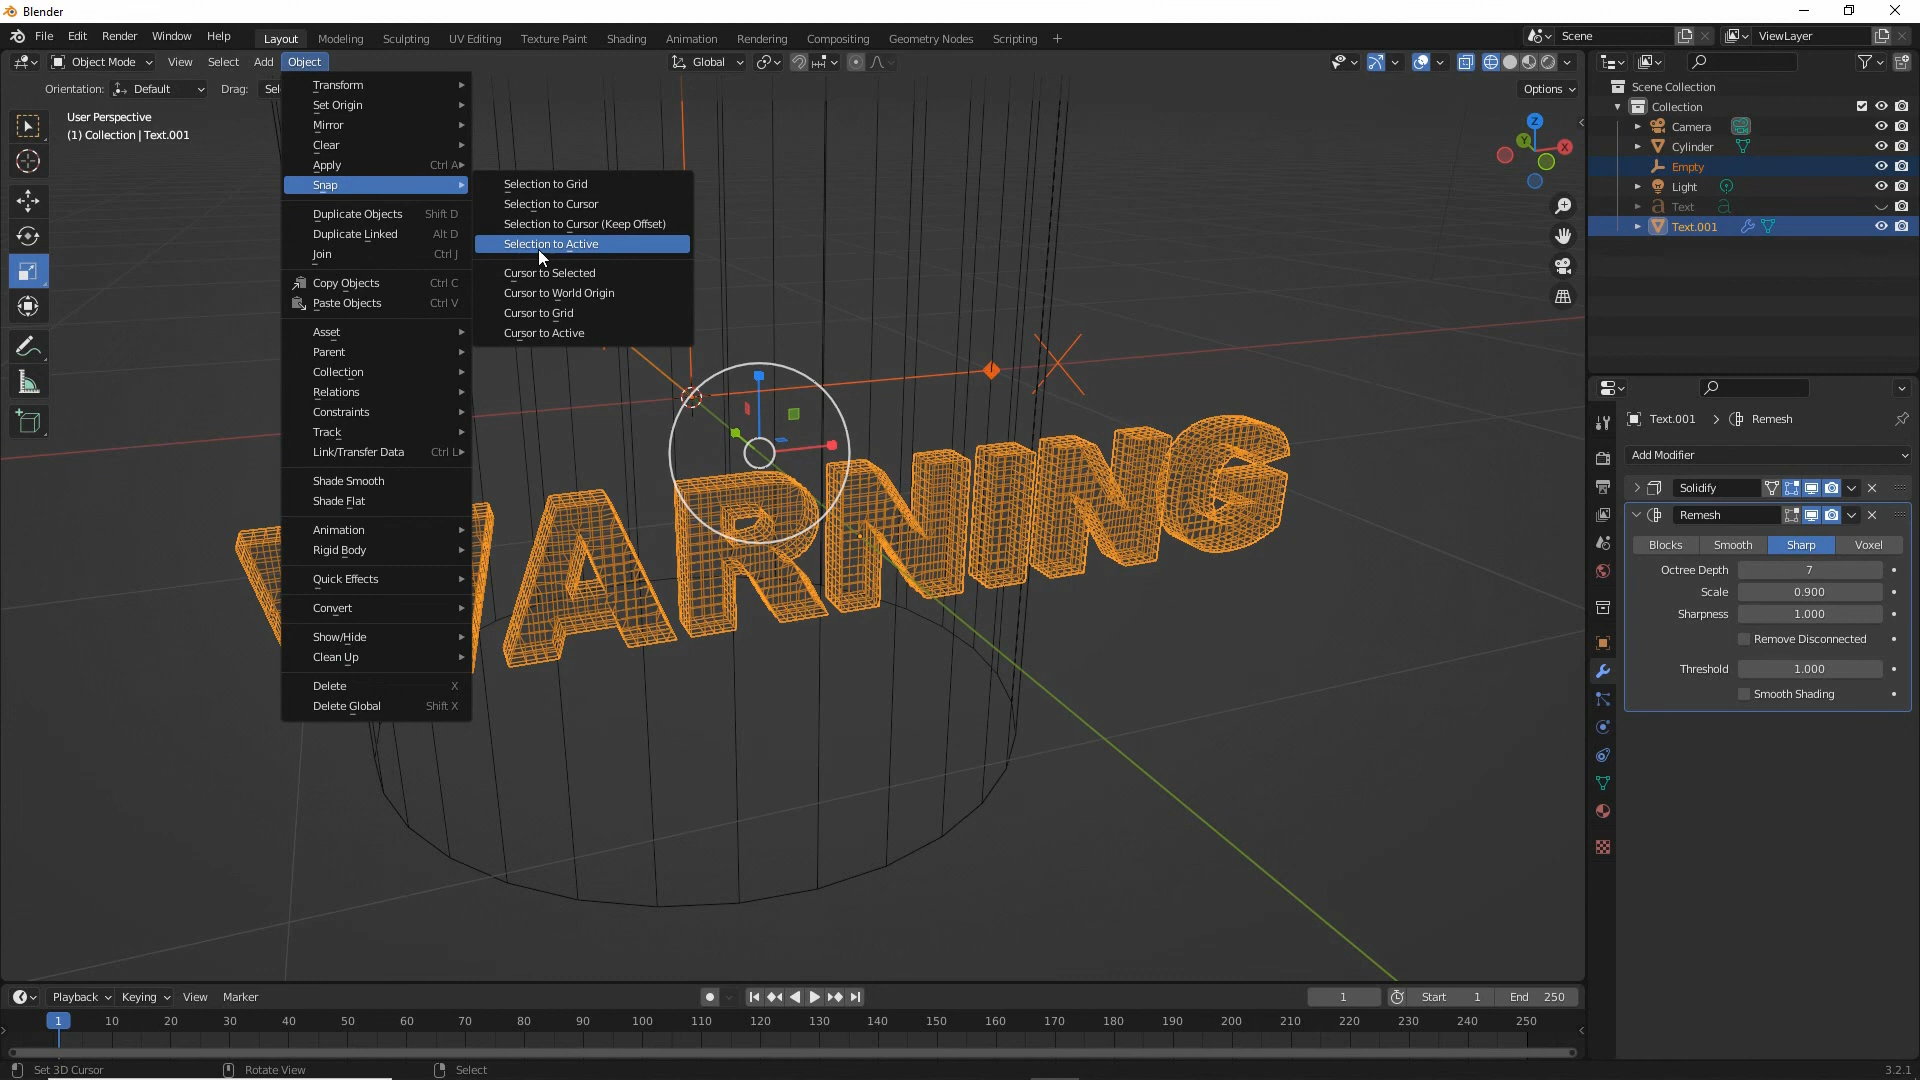 Blender
File Edit Render Window Help Layout Modeling Sculpting UV Editing Texture Paint Shading Animation Rendering Compositing Geometry Nodes Scripting + Scene ViewLayer
Object Mode View Select Add Object Global
Orientation: Default Drag: Sel Options
User Perspective
(1) Collection | Text.001
Transform
Set Origin
Mirror
Clear
Apply Ctrl A
Snap
Duplicate Objects Shift D
Duplicate Linked Alt D
Join Ctrl J
Copy Objects Ctrl C
Paste Objects Ctrl V
Asset
Parent
Collection
Relations
Constraints
Track
Link/Transfer Data Ctrl L
Shade Smooth
Shade Flat
Animation
Rigid Body
Quick Effects
Convert
Show/Hide
Clean Up
Delete X
Delete Global Shift X
Selection to Grid
Selection to Cursor
Selection to Cursor (Keep Offset)
Selection to Active
Cursor to Selected
Cursor to World Origin
Cursor to Grid
Cursor to Active
Z
Y
X
ARNING
Scene Collection
Collection
Camera
Cylinder
Empty
Light
Text
Text.001
Text.001 > Remesh
Add Modifier
Solidify
Remesh
Blocks Smooth Sharp Voxel
Octree Depth 7
Scale 0.900
Sharpness 1.000
Remove Disconnected
Threshold 1.000
Smooth Shading
Playback Keying View Marker 1 Start 1 End 250
1 10 20 30 40 50 60 70 80 90 100 110 120 130 140 150 160 170 180 190 200 210 220 230 240 250
Set 3D Cursor Rotate View Select 3.2.1